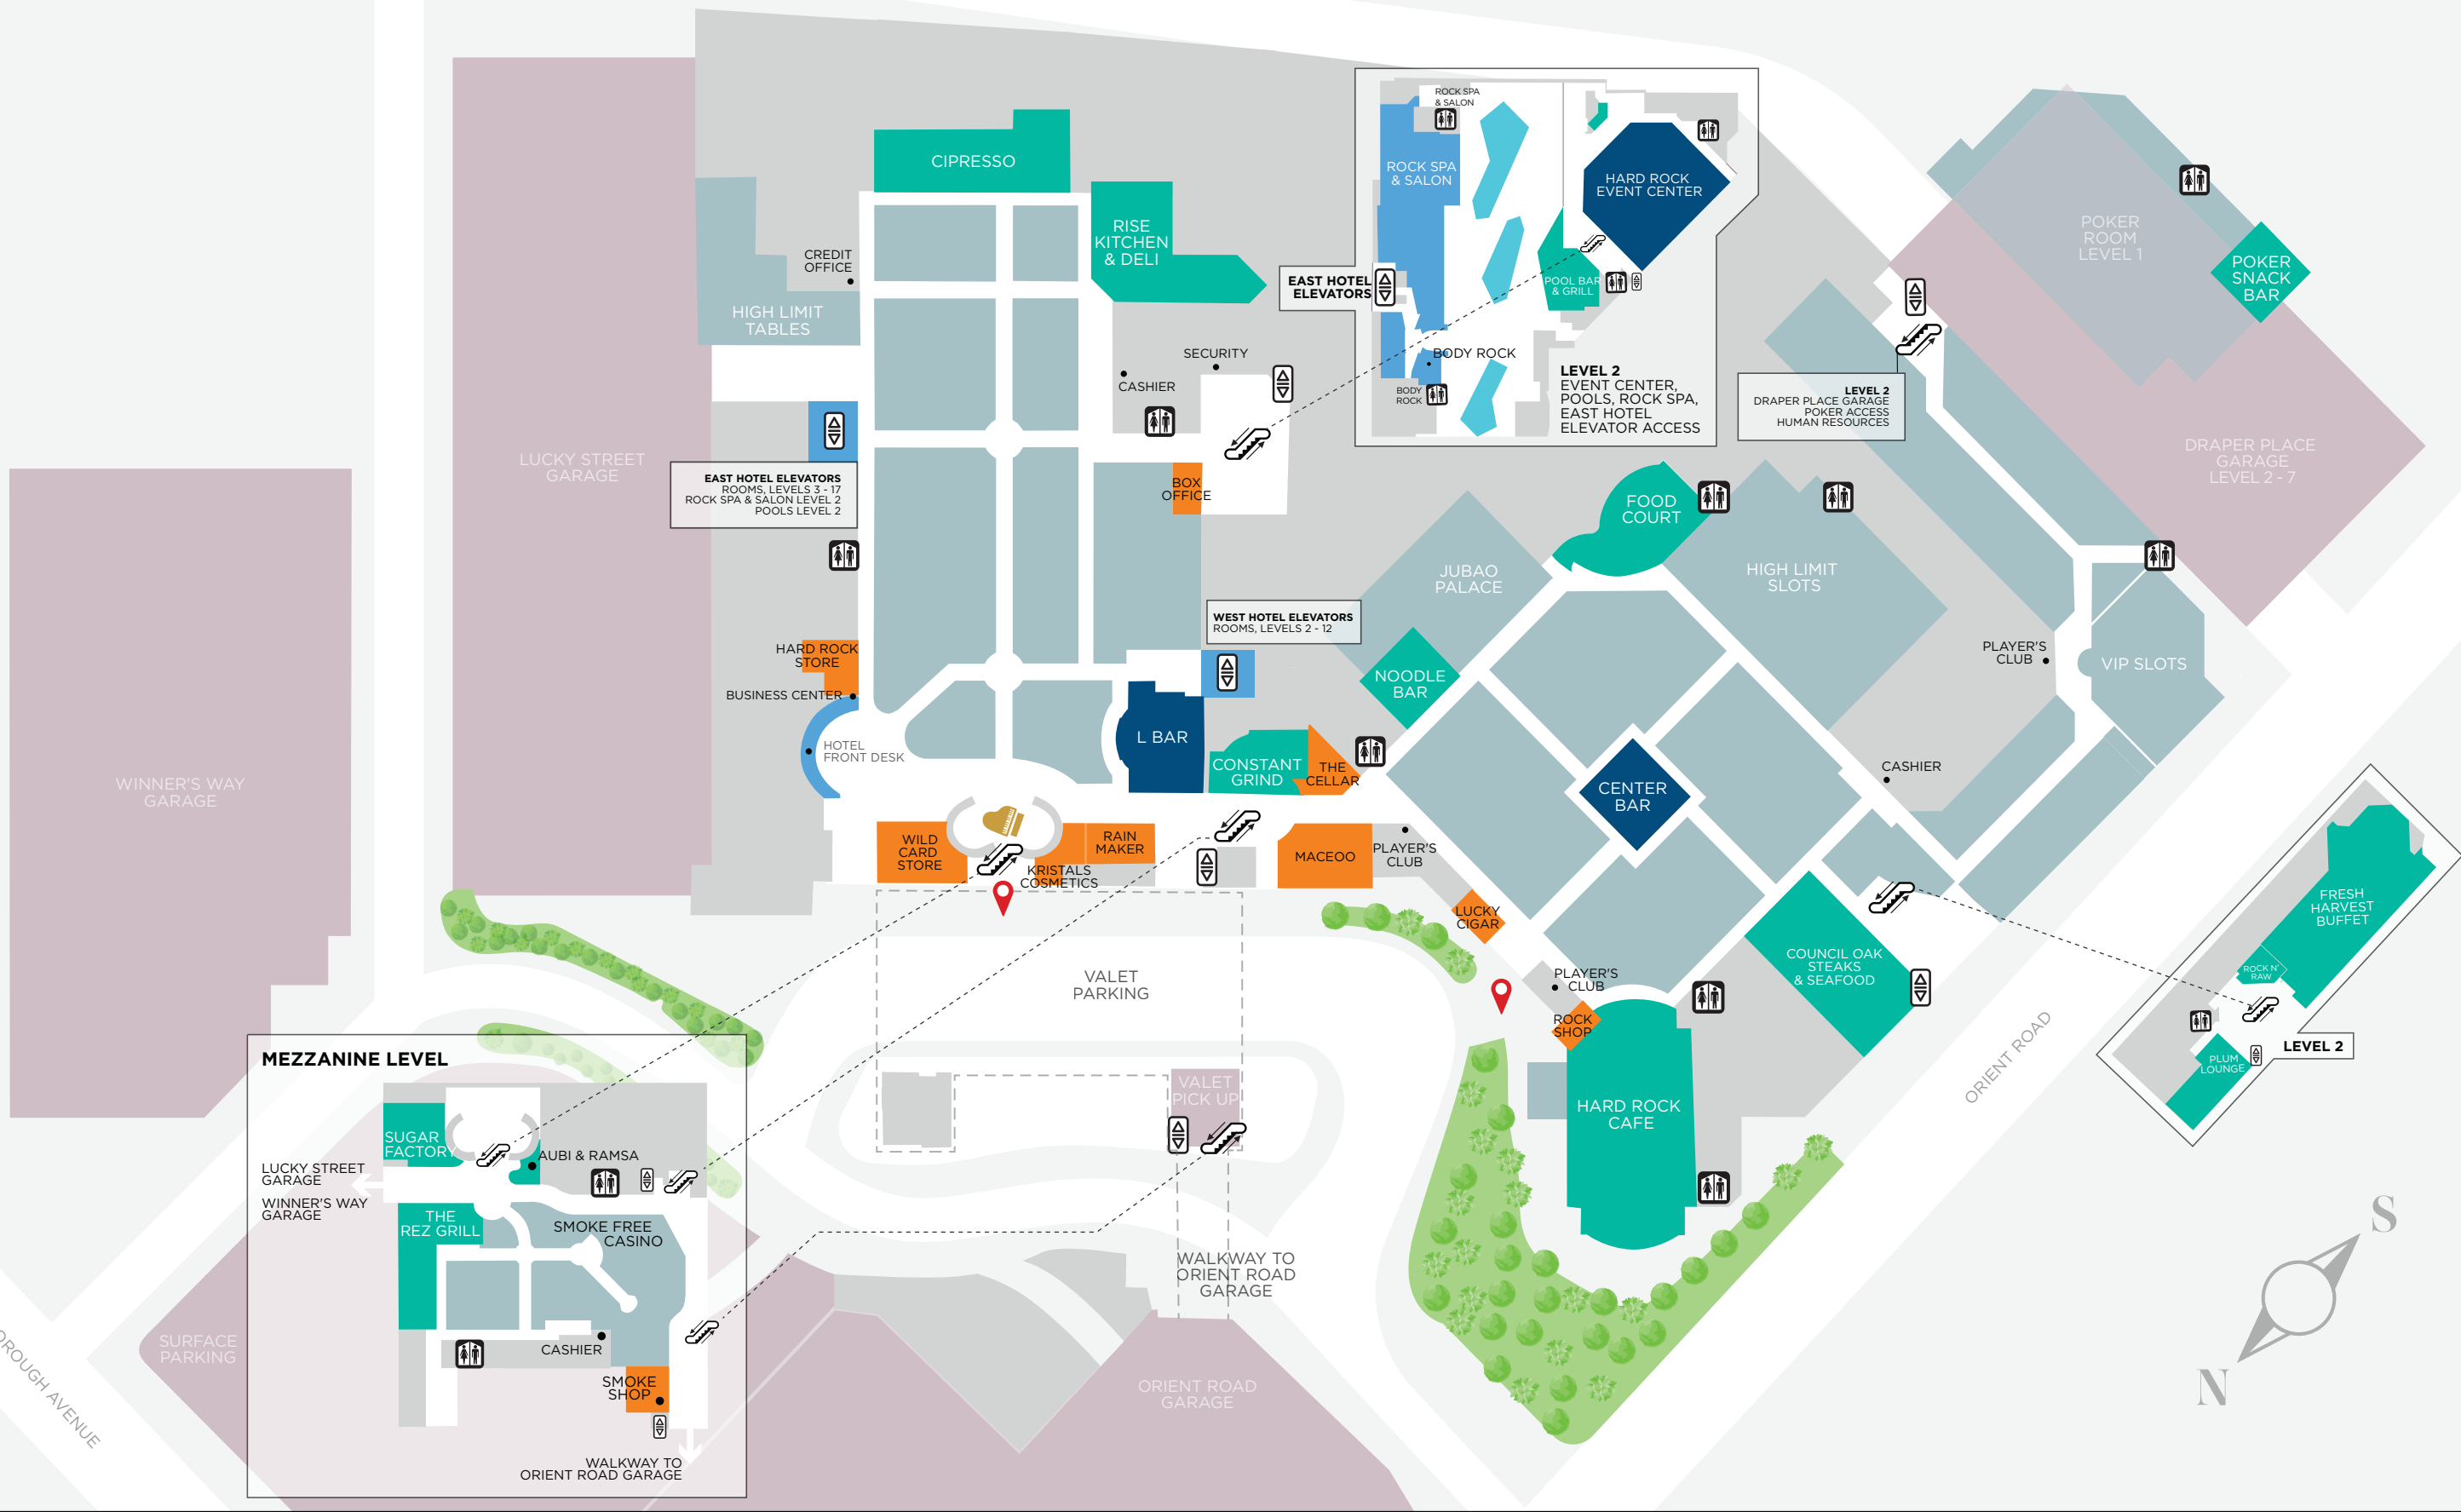 CIPRESSO
RISE
KITCHEN
& DELI
CREDIT
OFFICE
HIGH LIMIT
TABLES
SECURITY
CASHIER
LUCKY STREET
GARAGE
EAST HOTEL ELEVATORS
ROOMS, LEVELS 3 - 17
ROCK SPA & SALON LEVEL 2
POOLS LEVEL 2
BOX
OFFICE
ROCK SPA
& SALON
ROCK SPA
& SALON
HARD ROCK
EVENT CENTER
EAST HOTEL
ELEVATORS
POOL BAR
& GRILL
BODY ROCK
BODY
ROCK
LEVEL 2
EVENT CENTER,
POOLS, ROCK SPA,
EAST HOTEL
ELEVATOR ACCESS
POKER
ROOM
LEVEL 1
POKER
SNACK
BAR
LEVEL 2
DRAPER PLACE GARAGE
POKER ACCESS
HUMAN RESOURCES
DRAPER PLACE
GARAGE
LEVEL 2 - 7
FOOD
COURT
JUBAO
PALACE
HIGH LIMIT
SLOTS
WEST HOTEL ELEVATORS
ROOMS, LEVELS 2 - 12
NOODLE
BAR
PLAYER'S
CLUB
VIP SLOTS
HARD ROCK
STORE
BUSINESS CENTER
HOTEL
FRONT DESK
L BAR
CONSTANT
GRIND
THE
CELLAR
CENTER
BAR
CASHIER
WINNER'S WAY
GARAGE
WILD
CARD
STORE
RAIN
MAKER
KRISTALS
COSMETICS
MACEOO
PLAYER'S
CLUB
LUCKY
CIGAR
VALET
PARKING
PLAYER'S
CLUB
ROCK
SHOP
COUNCIL OAK
STEAKS
& SEAFOOD
FRESH
HARVEST
BUFFET
ROCK N'
RAW
PLUM
LOUNGE
LEVEL 2
ORIENT ROAD
VALET
PICK UP
HARD ROCK
CAFE
MEZZANINE LEVEL
SUGAR
FACTORY
AUBI & RAMSA
LUCKY STREET
GARAGE
WINNER'S WAY
GARAGE
THE
REZ GRILL
SMOKE FREE
CASINO
CASHIER
SMOKE
SHOP
WALKWAY TO
ORIENT ROAD GARAGE
WALKWAY TO
ORIENT ROAD
GARAGE
SURFACE
PARKING
OROUGH AVENUE
ORIENT ROAD
GARAGE
S
N